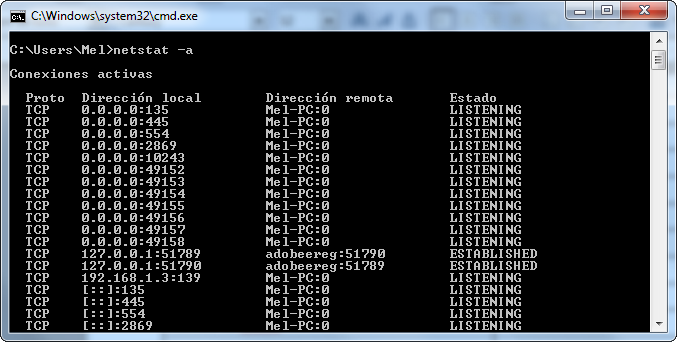 C:\Windows\system32\cmd.exe
C:\Users\Mel>netstat -a
Conexiones activas
Proto Dirección local Dirección remota Estado
TCP 0.0.0.0:135 Mel-PC:0 LISTENING
TCP 0.0.0.0:445 Mel-PC:0 LISTENING
TCP 0.0.0.0:554 Mel-PC:0 LISTENING
TCP 0.0.0.0:2869 Mel-PC:0 LISTENING
TCP 0.0.0.0:10243 Mel-PC:0 LISTENING
TCP 0.0.0.0:49152 Mel-PC:0 LISTENING
TCP 0.0.0.0:49153 Mel-PC:0 LISTENING
TCP 0.0.0.0:49154 Mel-PC:0 LISTENING
TCP 0.0.0.0:49155 Mel-PC:0 LISTENING
TCP 0.0.0.0:49156 Mel-PC:0 LISTENING
TCP 0.0.0.0:49157 Mel-PC:0 LISTENING
TCP 0.0.0.0:49158 Mel-PC:0 LISTENING
TCP 127.0.0.1:51789 adobeereg:51790 ESTABLISHED
TCP 127.0.0.1:51790 adobeereg:51789 ESTABLISHED
TCP 192.168.1.3:139 Mel-PC:0 LISTENING
TCP [::]:135 Mel-PC:0 LISTENING
TCP [::]:445 Mel-PC:0 LISTENING
TCP [::]:554 Mel-PC:0 LISTENING
TCP [::]:2869 Mel-PC:0 LISTENING